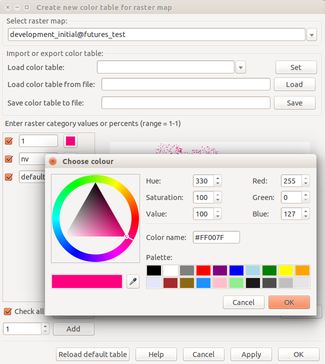 Create new color table for raster map
Select raster map:
development_initial@futures_test
Import or export color table:
Load color table:
Set
Load color table from file:
Load
Save color table to file:
Save
Enter raster category values or percents (range = 1-1)
1
nv
default
Choose colour
Hue: 330 Red: 255
Saturation: 100 Green: 0
Value: 100 Blue: 127
Color name: #FF007F
Palette:
Cancel OK
Check all
1 Add
Reload default table Help Cancel Apply OK